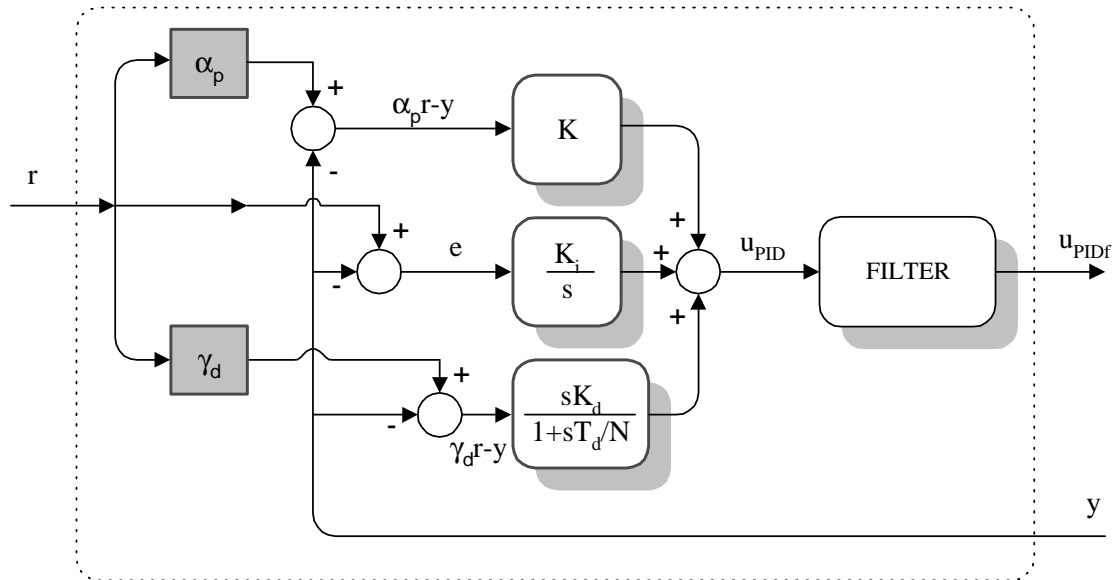 α_p
+
α_p r-y
K
-
r
+
+
e
K_i
s
+
-
u_PID
FILTER
u_PIDf
+
γ_d
+
sK_d
1+sT_d/N
-
γ_d r-y
y